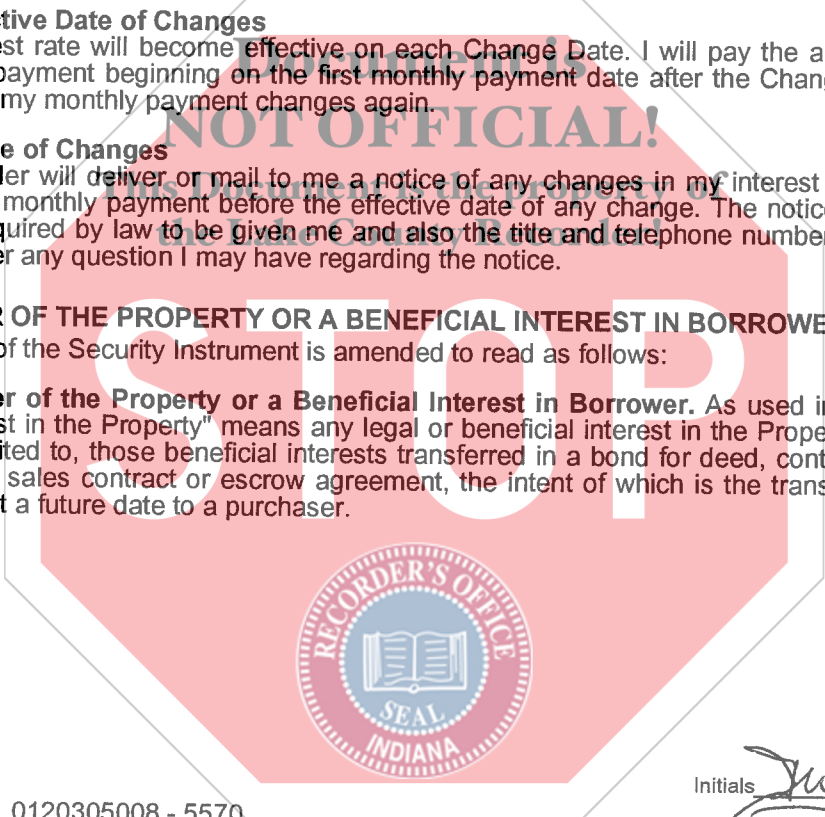 tive Date of Changes
st rate will become effective on each Change Date. I will pay the a
payment beginning on the first monthly payment date after the Chan
my monthly payment changes again.
e of Changes
er will deliver or mail to me a notice of any changes in my interest
monthly payment before the effective date of any change. The notic
quired by law to be given me and also the title and telephone number
r any question I may have regarding the notice.
R OF THE PROPERTY OR A BENEFICIAL INTEREST IN BORROWE
of the Security Instrument is amended to read as follows:
er of the Property or a Beneficial Interest in Borrower. As used i
st in the Property" means any legal or beneficial interest in the Prope
ited to, those beneficial interests transferred in a bond for deed, cont
sales contract or escrow agreement, the intent of which is the trans
t a future date to a purchaser.
Document is
NOT OFFICIAL!
This Document is the property of
the Lake County Recorder!
STOP
RECORDER'S OFFICE
SEAL
INDIANA
Initials
0120305008 - 5570